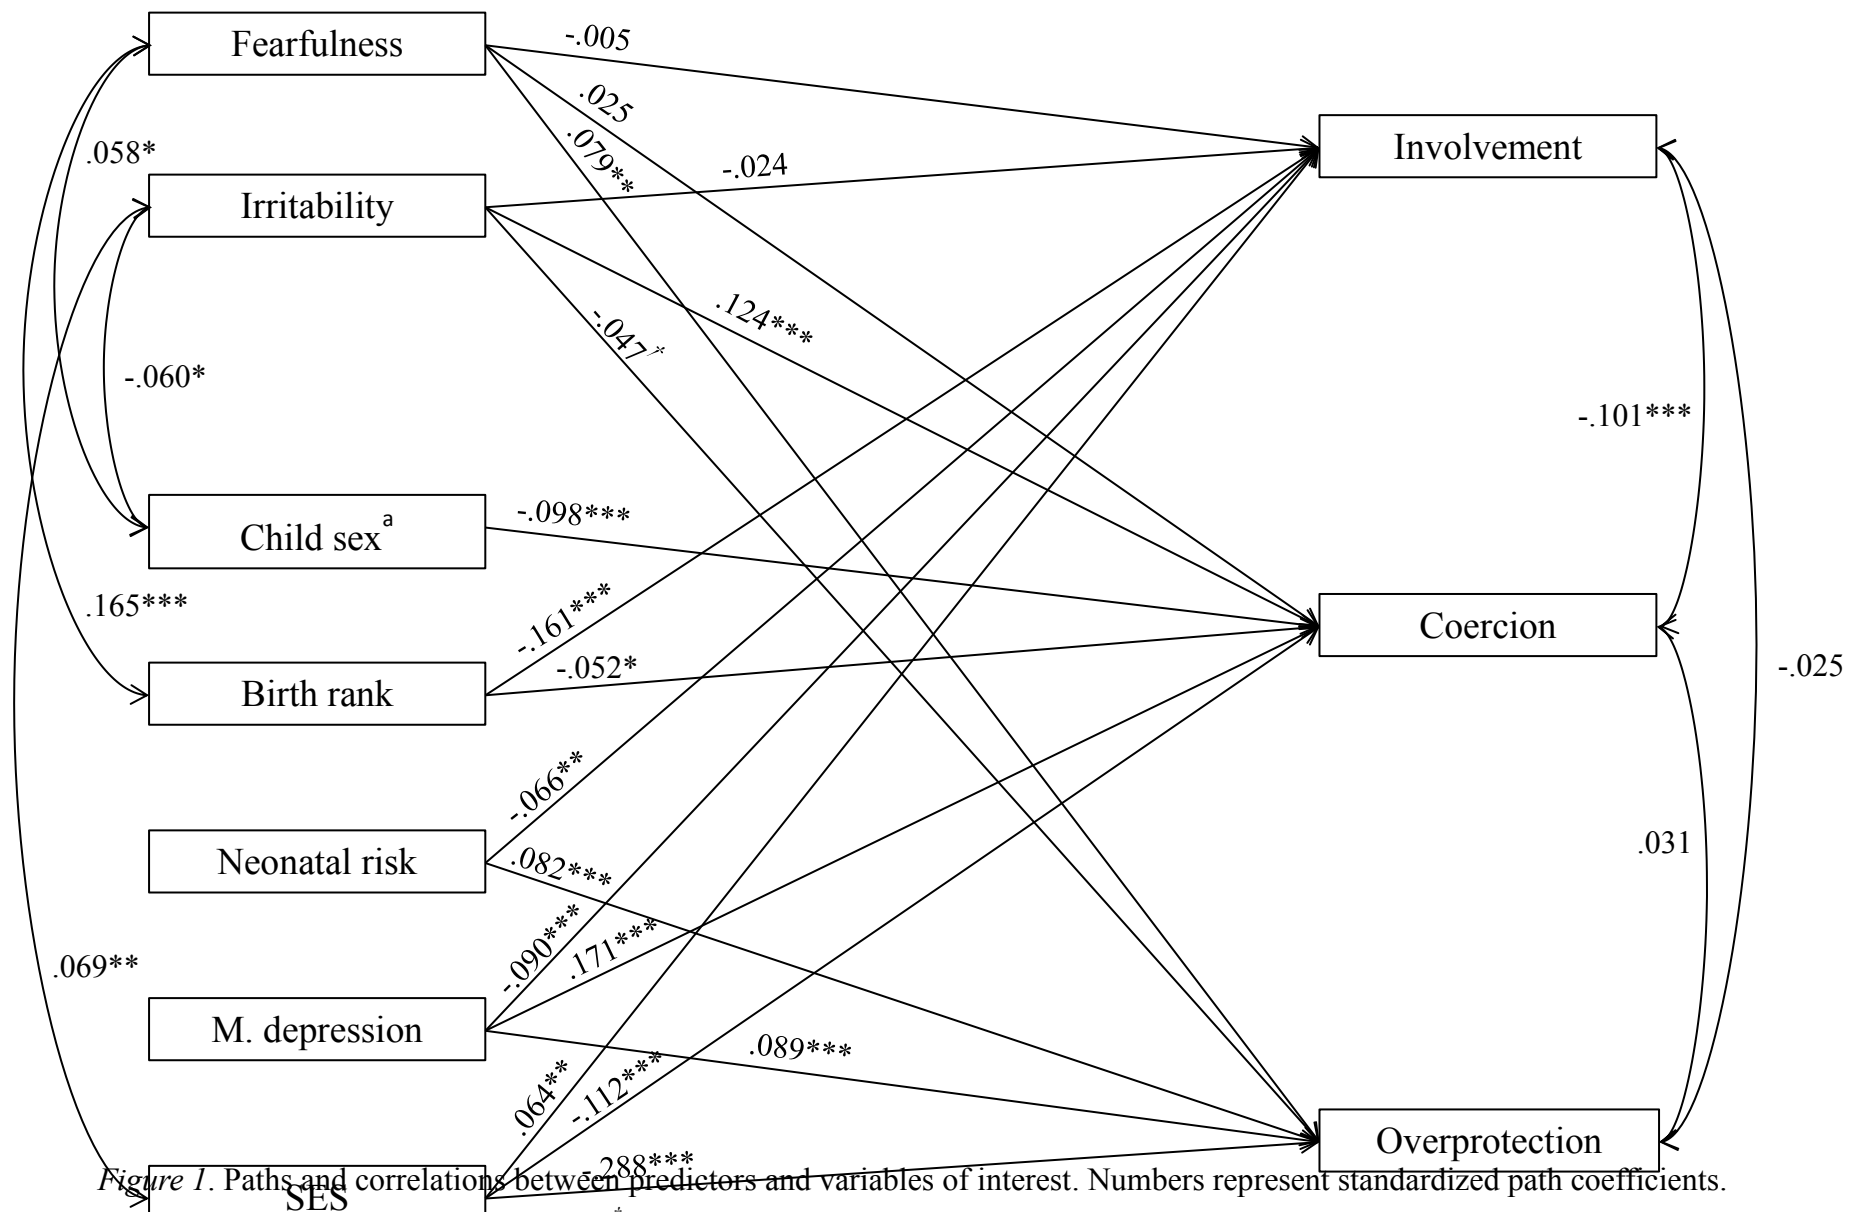 Fearfulness
-.005
.025
.079**
.058*
Involvement
-.024
Irritability
.124***
-.047†
-.060*
-.101***
Child sexa
-.098***
.165***
-.161***
Coercion
-.052*
Birth rank
-.025
-.066**
Neonatal risk
.082***
.031
-.090***
.171***
.069**
M. depression
.089***
.064**
-.112***
Overprotection
-.288***
Figure 1. Paths and correlations between predictors and variables of interest. Numbers represent standardized path coefficients.
SES